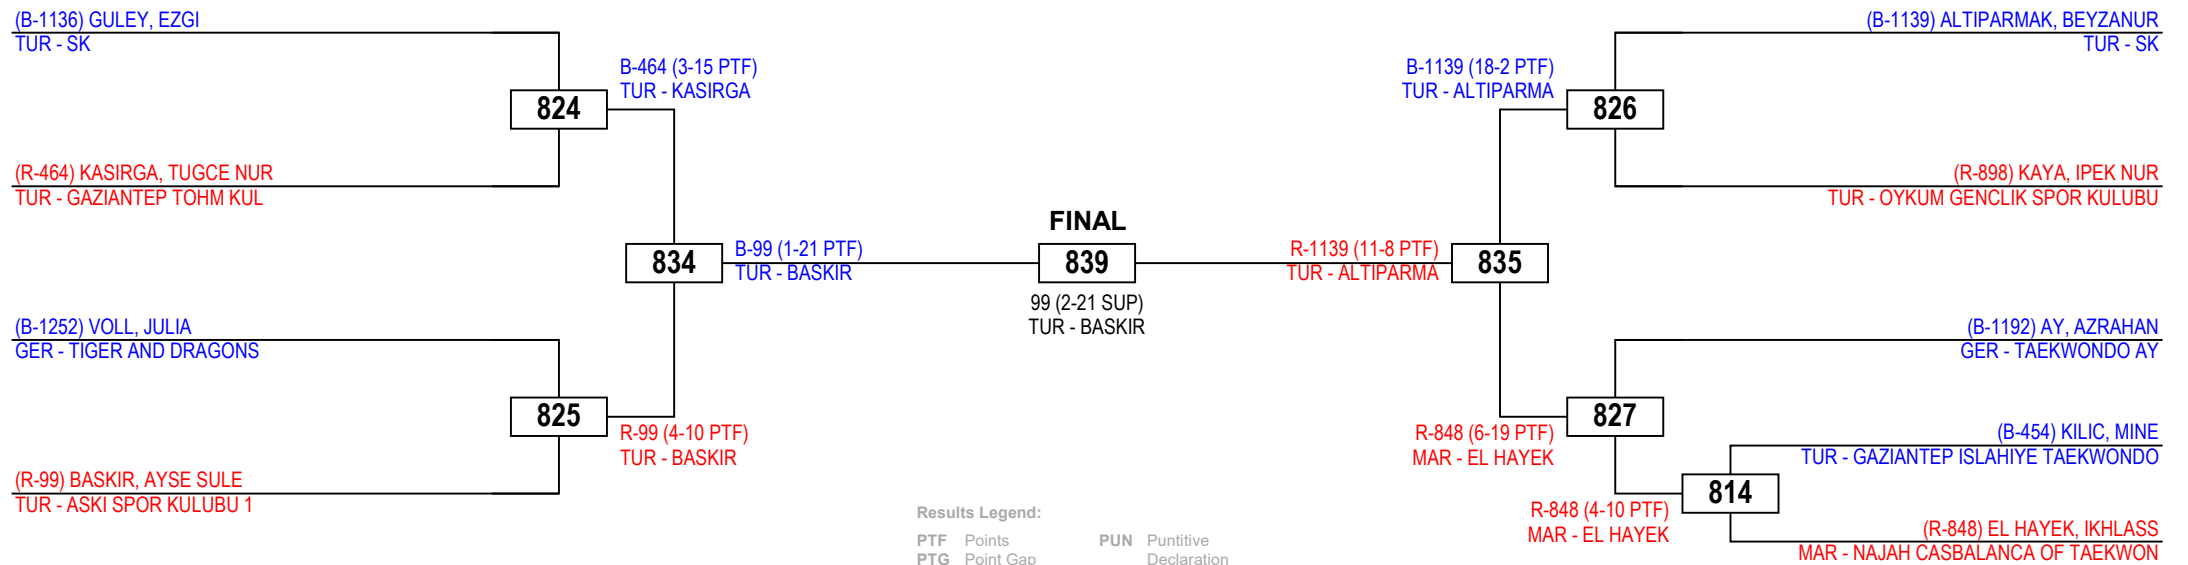 (B-1136) GULEY, EZGI
TUR - SK
B-464 (3-15 PTF)
TUR - KASIRGA
824
(R-464) KASIRGA, TUGCE NUR
TUR - GAZIANTEP TOHM KUL
834
B-99 (1-21 PTF)
TUR - BASKIR
(B-1252) VOLL, JULIA
GER - TIGER AND DRAGONS
825
R-99 (4-10 PTF)
TUR - BASKIR
(R-99) BASKIR, AYSE SULE
TUR - ASKI SPOR KULUBU 1
FINAL
839
99 (2-21 SUP)
TUR - BASKIR
(B-1139) ALTIPARMAK, BEYZANUR
TUR - SK
B-1139 (18-2 PTF)
TUR - ALTIPARMA
826
(R-898) KAYA, IPEK NUR
TUR - OYKUM GENCLIK SPOR KULUBU
R-1139 (11-8 PTF)
TUR - ALTIPARMA
835
(B-1192) AY, AZRAHAN
GER - TAEKWONDO AY
827
R-848 (6-19 PTF)
MAR - EL HAYEK
(B-454) KILIC, MINE
TUR - GAZIANTEP ISLAHIYE TAEKWONDO
814
R-848 (4-10 PTF)
MAR - EL HAYEK
(R-848) EL HAYEK, IKHLASS
MAR - NAJAH CASBALANCA OF TAEKWON
Results Legend:
PTF Points
PTG Point Gap
PUN Puntitive
Declaration